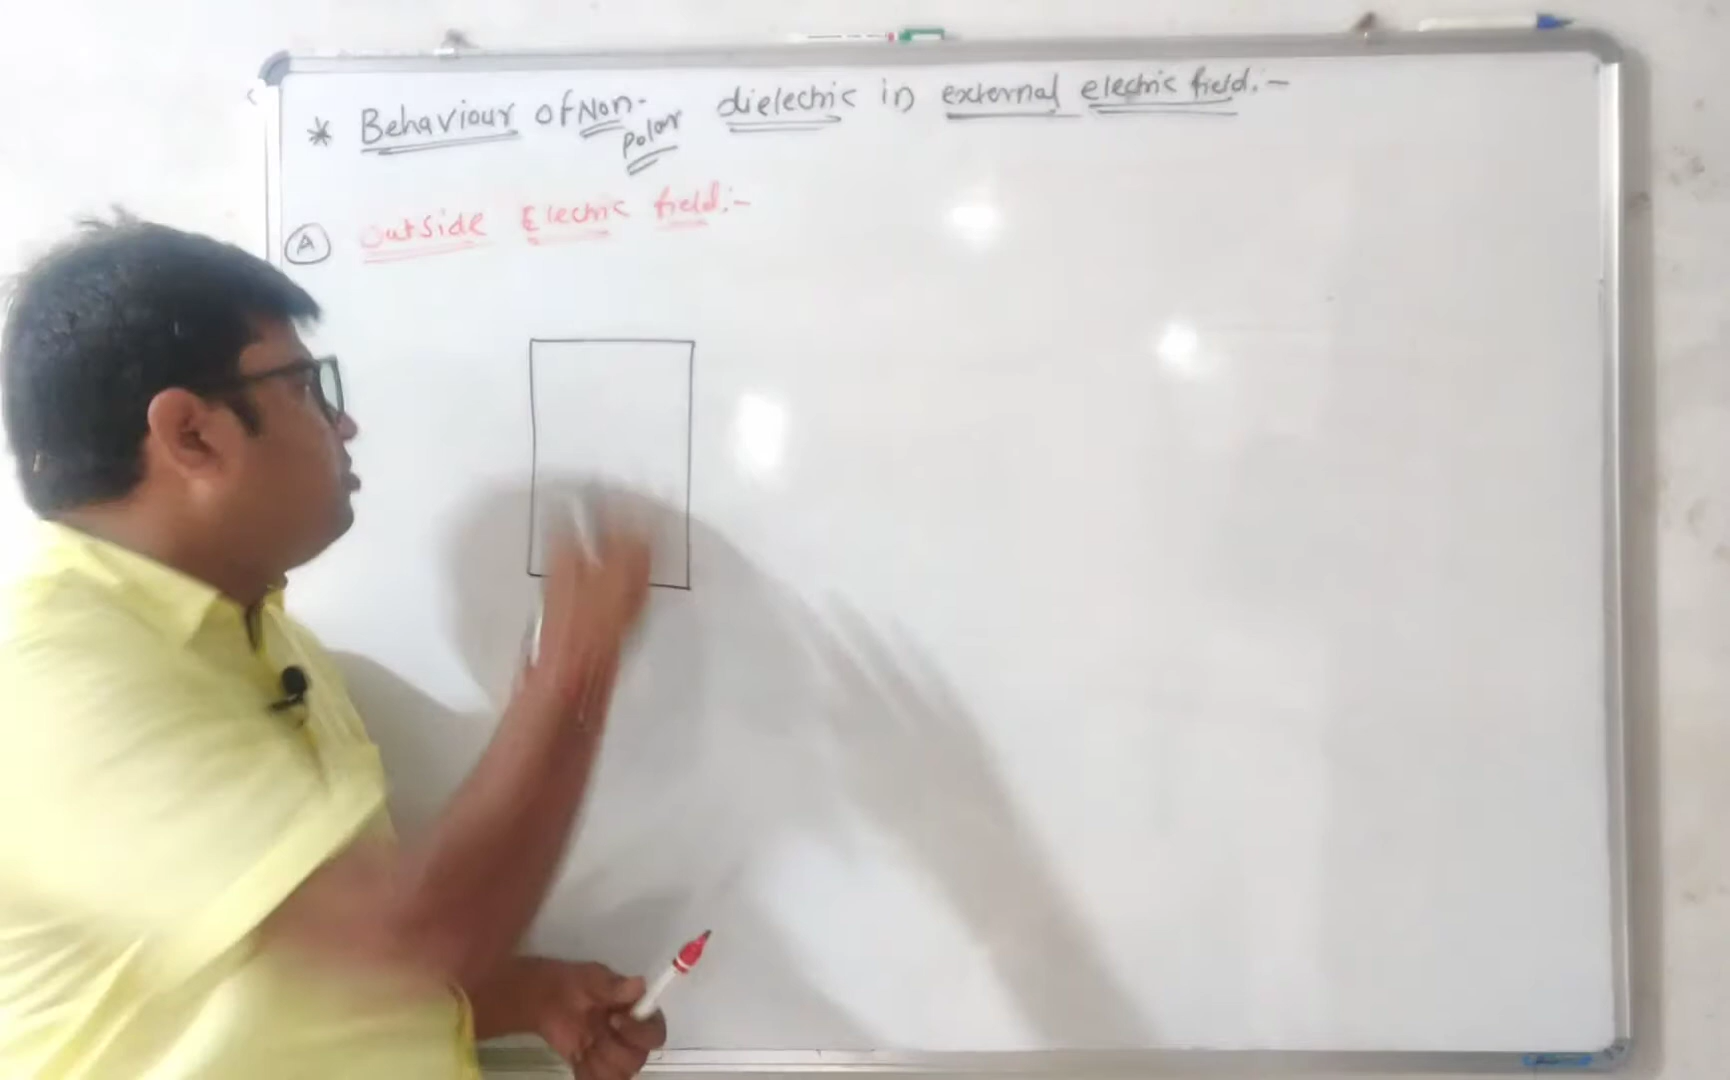 * Behaviour of Non-Polar dielectric in external electric field:-
(A) outside Electric field:-